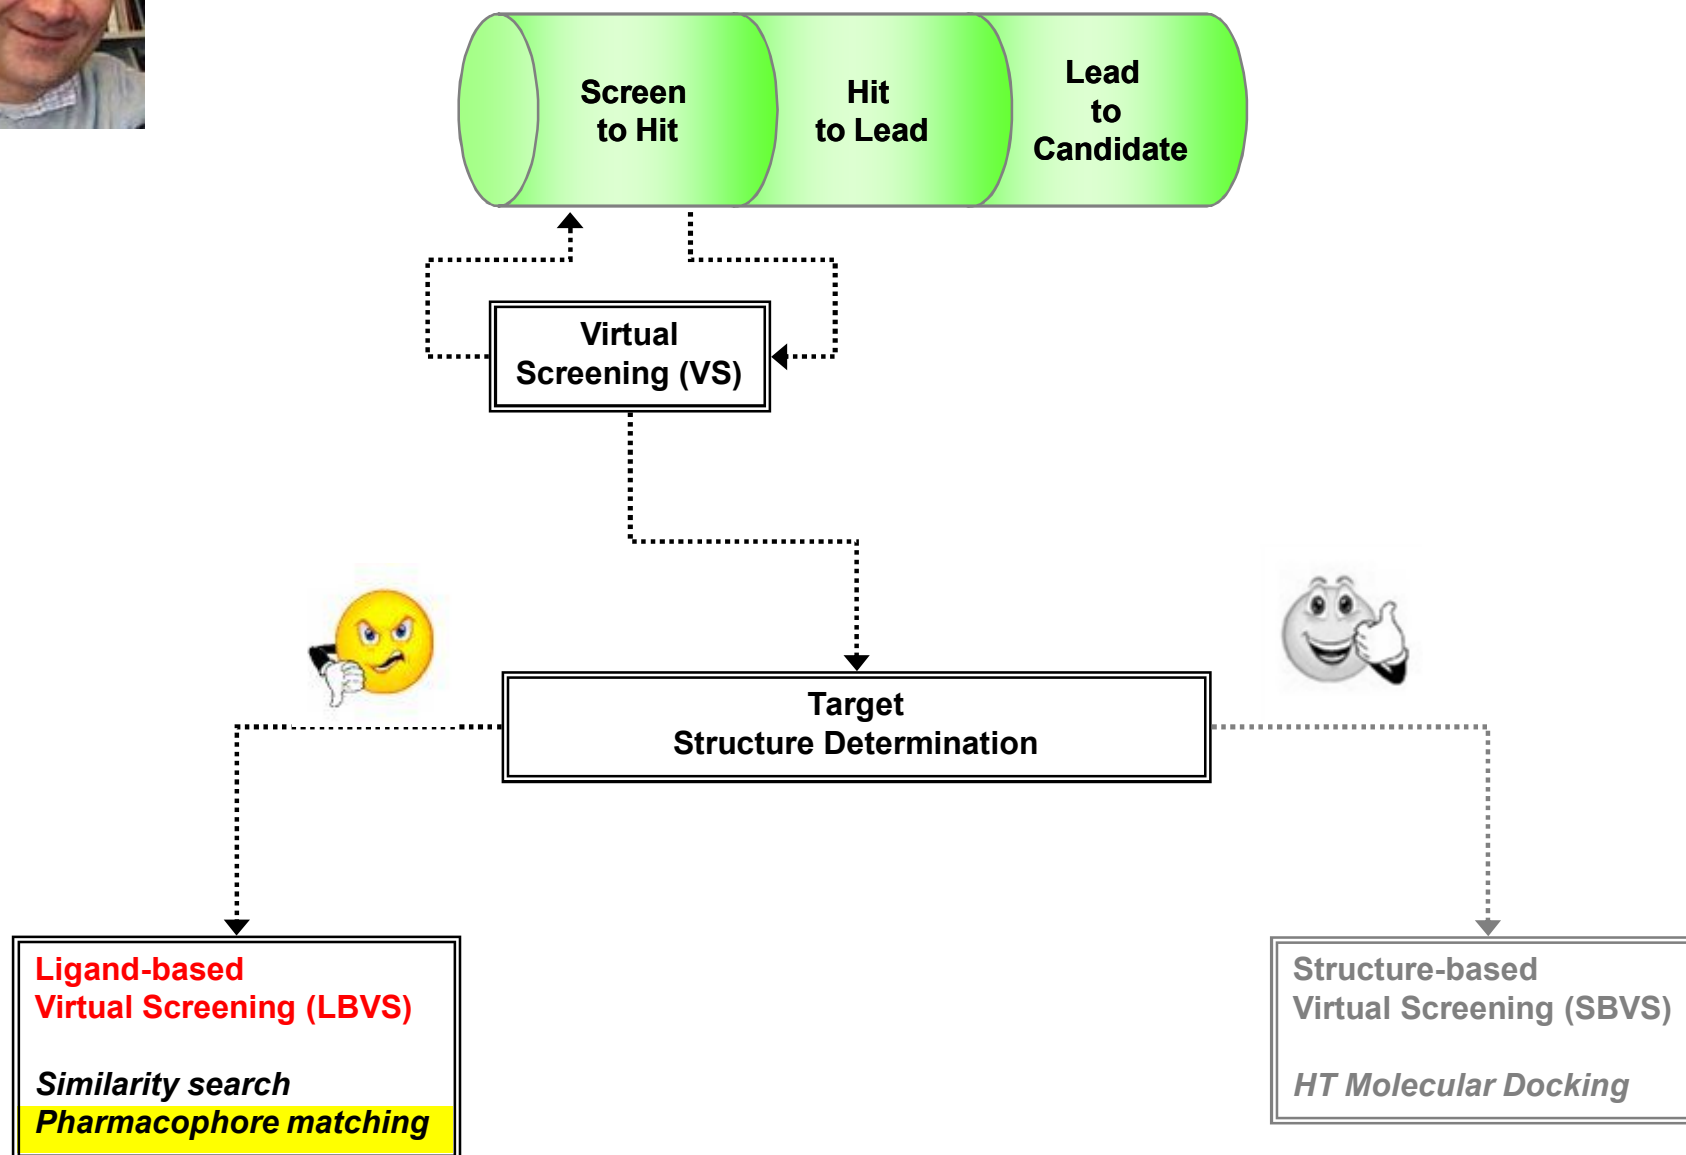 Screen
to Hit
Hit
to Lead
Lead
to
Candidate
Virtual
Screening (VS)
Target
Structure Determination
Ligand-based
Virtual Screening (LBVS)
Similarity search
Pharmacophore matching
Structure-based
Virtual Screening (SBVS)
HT Molecular Docking